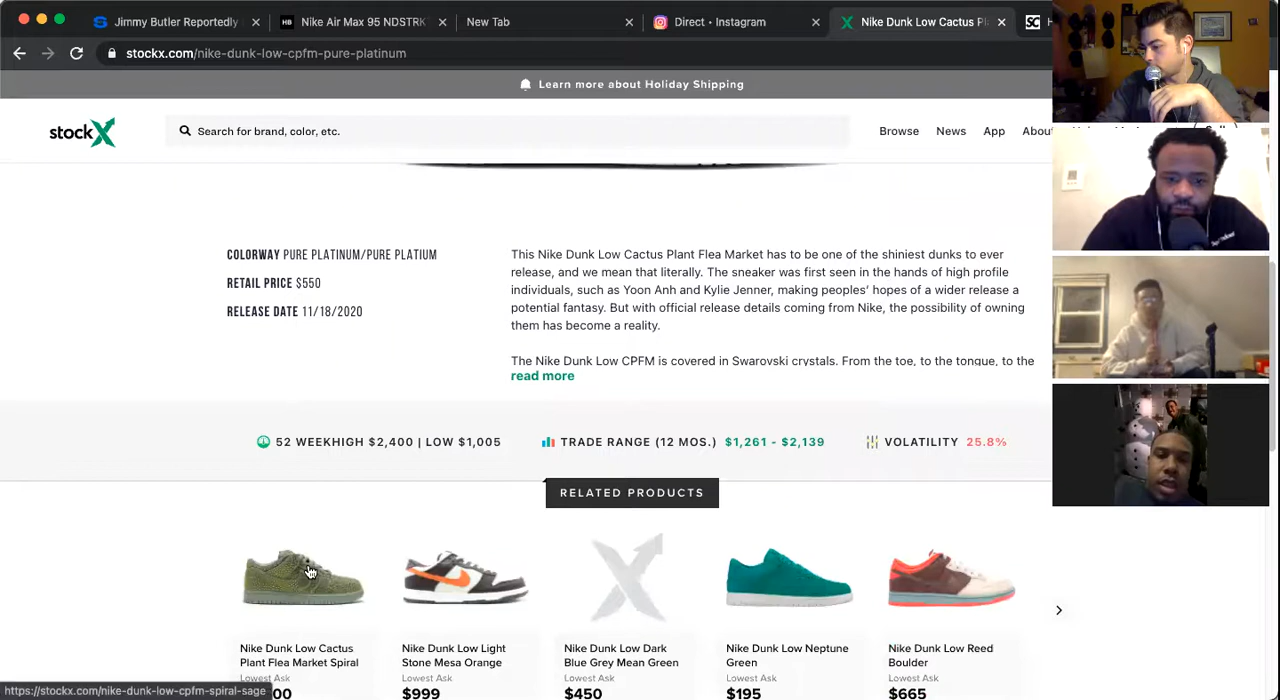 Jimmy Butler Reportedly
Nike Air Max 95 NDSTRK
New Tab
Direct • Instagram
Nike Dunk Low Cactus Pl
SC
stockx.com/nike-dunk-low-cpfm-pure-platinum
Learn more about Holiday Shipping
stockX
Search for brand, color, etc.
Browse
News
App
About
COLORWAY PURE PLATINUM/PURE PLATIUM
RETAIL PRICE $550
RELEASE DATE 11/18/2020
This Nike Dunk Low Cactus Plant Flea Market has to be one of the shiniest dunks to ever
release, and we mean that literally. The sneaker was first seen in the hands of high profile
individuals, such as Yoon Anh and Kylie Jenner, making peoples' hopes of a wider release a
potential fantasy. But with official release details coming from Nike, the possibility of owning
them has become a reality.
The Nike Dunk Low CPFM is covered in Swarovski crystals. From the toe, to the tongue, to the
read more
52 WEEKHIGH $2,400 | LOW $1,005
TRADE RANGE (12 MOS.) $1,261 - $2,139
VOLATILITY 25.8%
RELATED PRODUCTS
Nike Dunk Low Cactus
Plant Flea Market Spiral
Lowest Ask
Nike Dunk Low Light
Stone Mesa Orange
Lowest Ask
$999
Nike Dunk Low Dark
Blue Grey Mean Green
Lowest Ask
$450
Nike Dunk Low Neptune
Green
Lowest Ask
$195
Nike Dunk Low Reed
Boulder
Lowest Ask
$665
https://stockx.com/nike-dunk-low-cpfm-spiral-sage